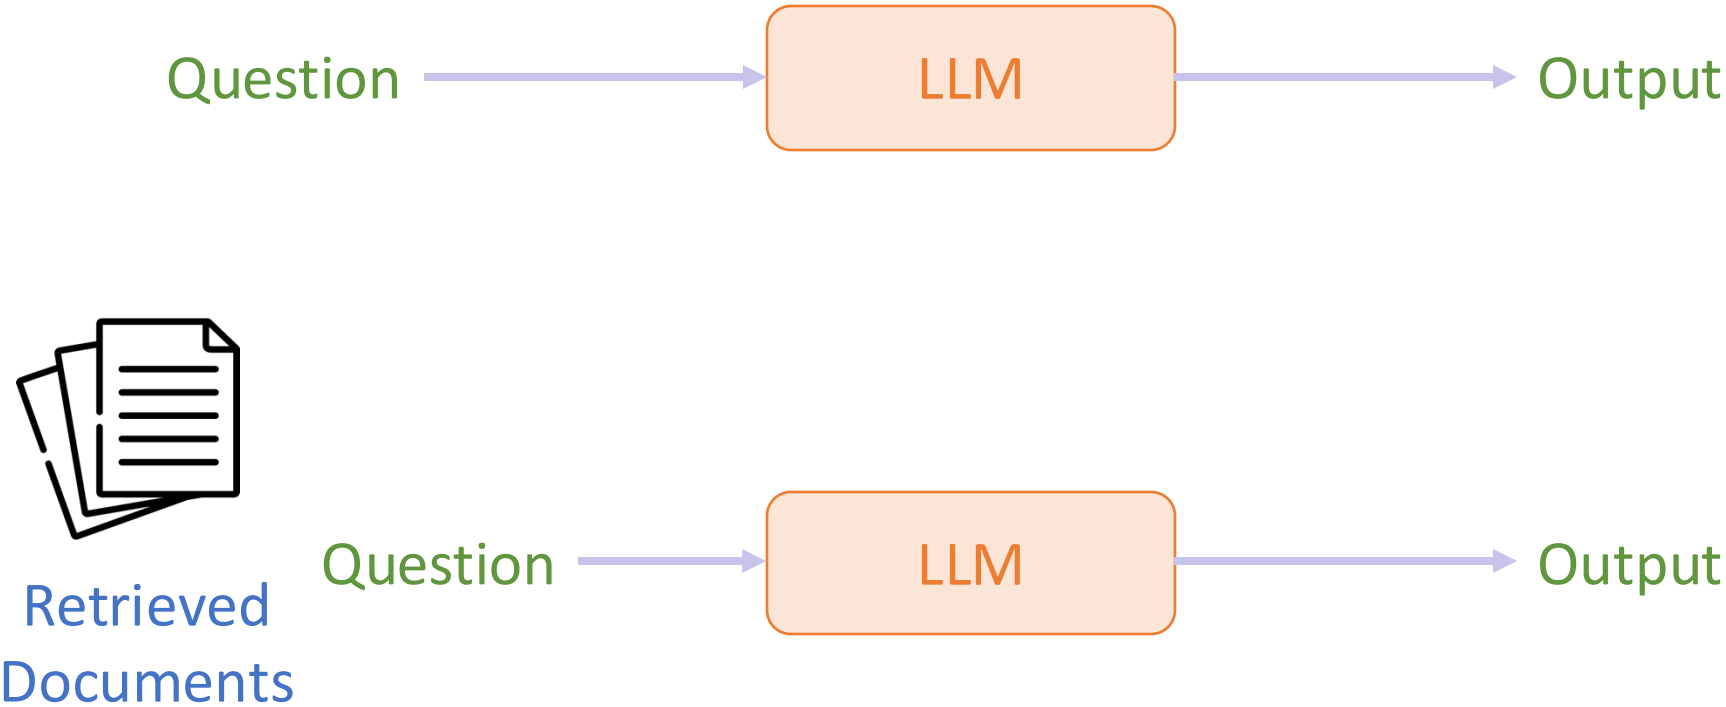 Question
LLM
Output
Retrieved
Documents
Question
LLM
Output